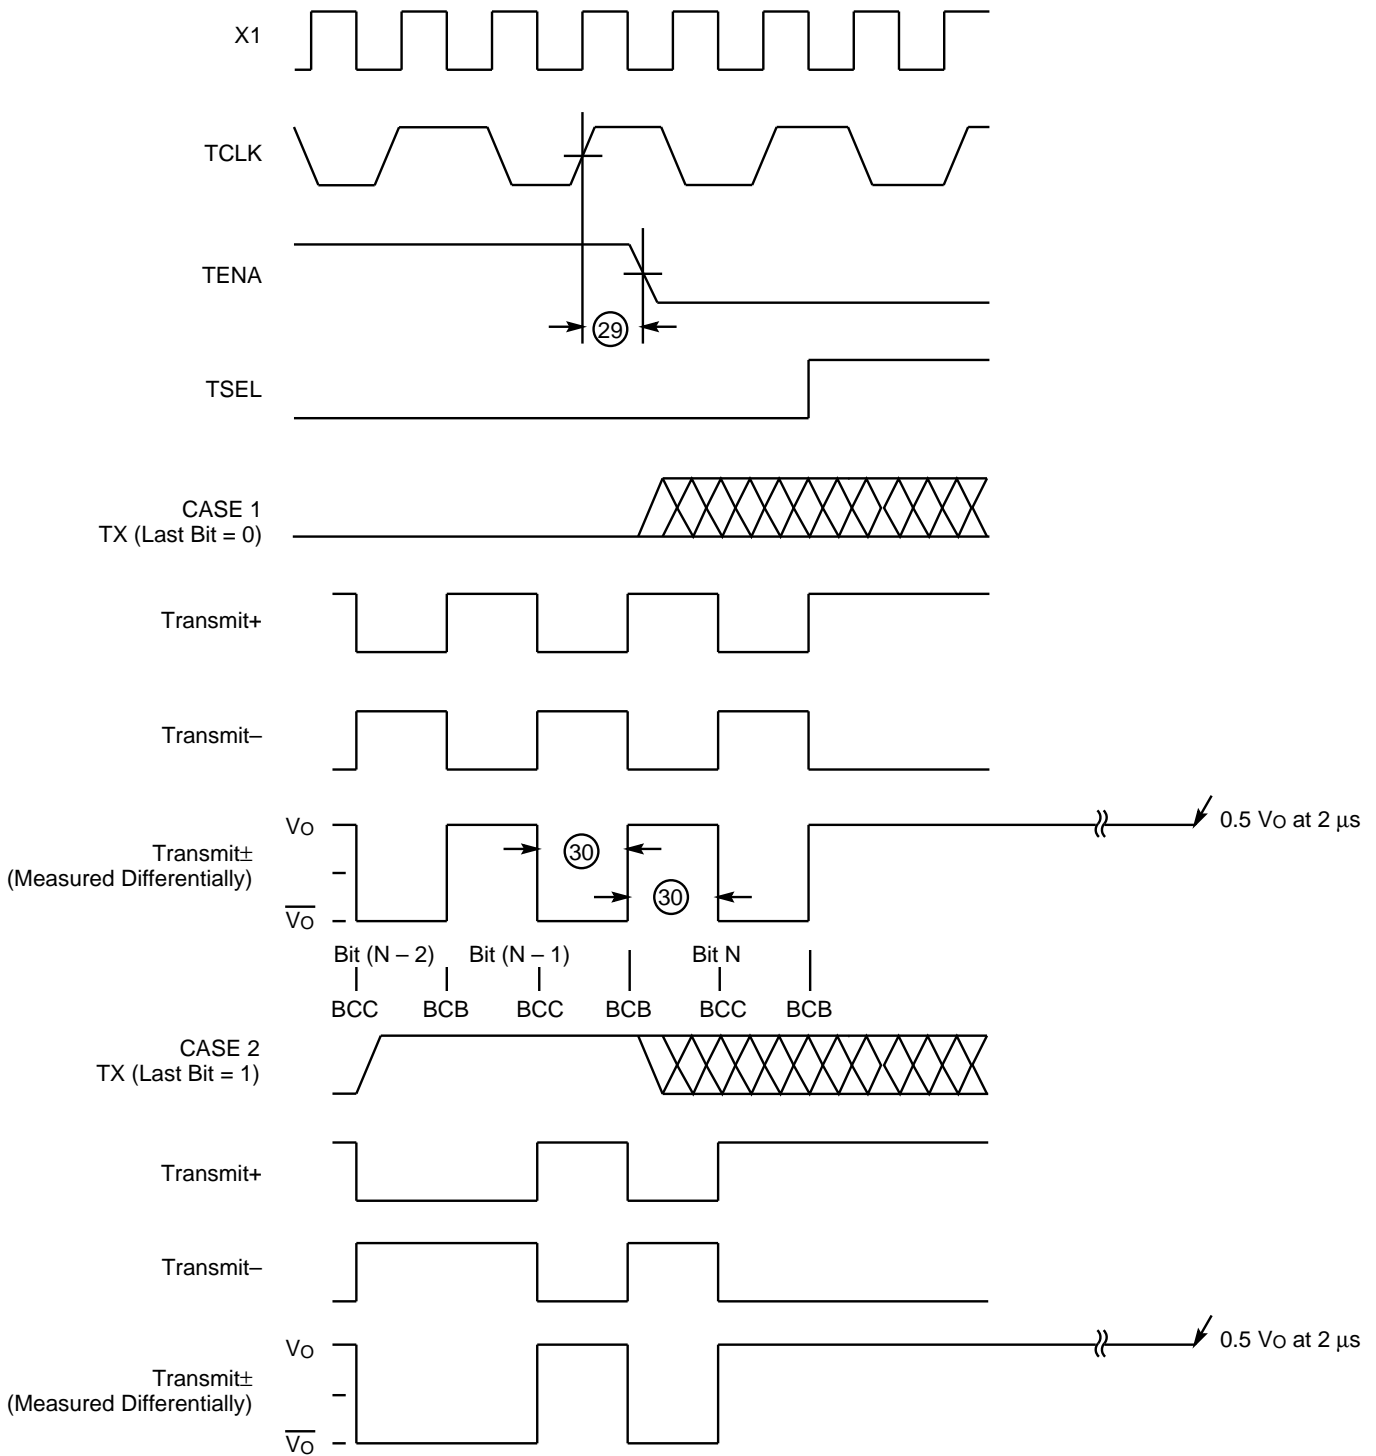 X1
TCLK
TENA
29
TSEL
CASE 1
TX (Last Bit = 0)
Transmit+
Transmit–
VO
0.5 VO at 2 µs
Transmit±
(Measured Differentially)
30
30
V̅O̅
Bit (N – 2) Bit (N – 1) Bit N
BCC BCB BCC BCB BCC BCB
CASE 2
TX (Last Bit = 1)
Transmit+
Transmit–
VO
0.5 VO at 2 µs
Transmit±
(Measured Differentially)
V̅O̅